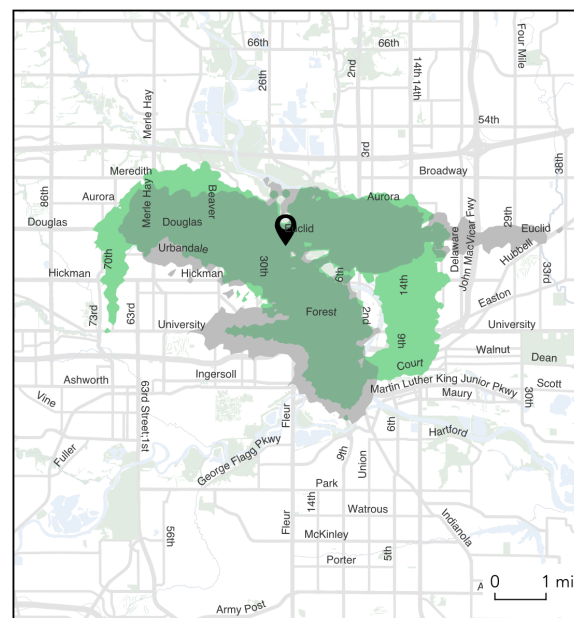 66th
66th
Four Mile
26th
2nd
14th 14th
Merle Hay
54th
3rd
38th
Meredith
Broadway
86th
Aurora
Beaver
Aurora
Merle Hay
29th
Douglas
Douglas
Euclid
Euclid
Delaware
John MacVicar Fwy
Urbandale
Hubbell
70th
30th
6th
33rd
Hickman
Hickman
14th
Easton
73rd
63rd
University
Forest
2nd
9th
University
Walnut
Dean
Court
Ashworth
Ingersoll
Martin Luther King Junior Pkwy
Scott
Maury
30th
Vine
63rd Street;1st
Fleur
6th
Hartford
Fuller
George Flagg Pkwy
9th
Union
Park
14th
Watrous
Indianola
56th
Fleur
McKinley
5th
Porter
A
Army Post
0 1 mi